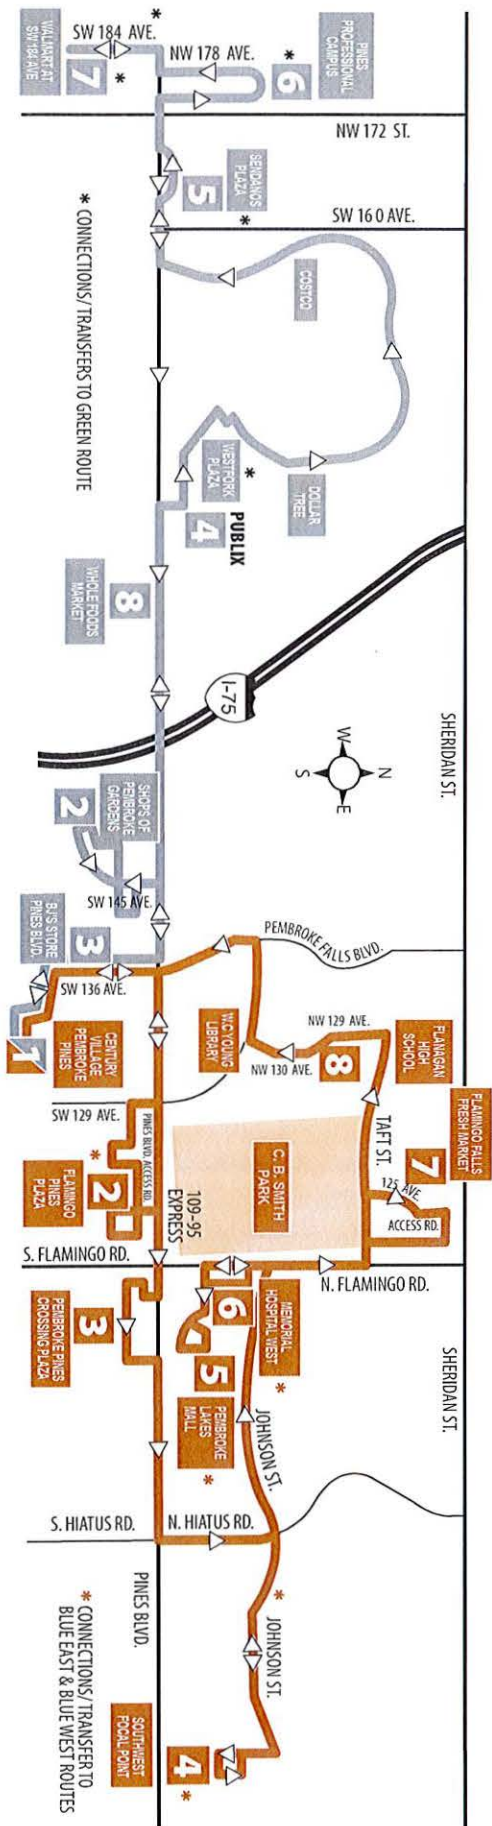 SW 184 AVE.
*
WALMART AT
SW 184 AVE
7
*
NW 178 AVE.
*
6
PINES
PROFESSIONAL
CAMPUS
NW 172 ST.
SENDANOS
PLAZA
5
*
SW 160 AVE.
* CONNECTIONS/TRANSFERS TO GREEN ROUTE
COSTCO
WESTFORK
PLAZA
*
DOLLAR
TREE
4
PUBLIX
8
WHOLE FOODS
MARKET
I-75
N
W
E
S
SHERIDAN ST.
SHOPS OF
PEMBROKE
GARDENS
2
SW 145 AVE.
BJ'S STORE
PINES BLVD.
3
SW 136 AVE.
1
CENTURY
VILLAGE
PEMBROKE
PINES
PEMBROKE FALLS BLVD.
W.C YOUNG
LIBRARY
NW 129 AVE.
NW 130 AVE.
8
FLANAGAN
HIGH
SCHOOL
TAFT ST.
FLAMINGO FALLS
FRESH MARKET
7
125 AVE.
ACCESS RD.
C. B. SMITH
PARK
SW 129 AVE.
PINES BLVD. ACCESS RD.
*
2
FLAMINGO
PINES
PLAZA
109-95
EXPRESS
S. FLAMINGO RD.
N. FLAMINGO RD.
6
MEMORIAL
HOSPITAL WEST
*
5
PEMBROKE
LAKES
MALL
*
3
PEMBROKE PINES
CROSSING PLAZA
JOHNSON ST.
SHERIDAN ST.
S. HIATUS RD.
N. HIATUS RD.
*
JOHNSON ST.
PINES BLVD.
* CONNECTIONS/ TRANSFER TO
BLUE EAST & BLUE WEST ROUTES
SOUTHWEST
FOCAL POINT
4
*